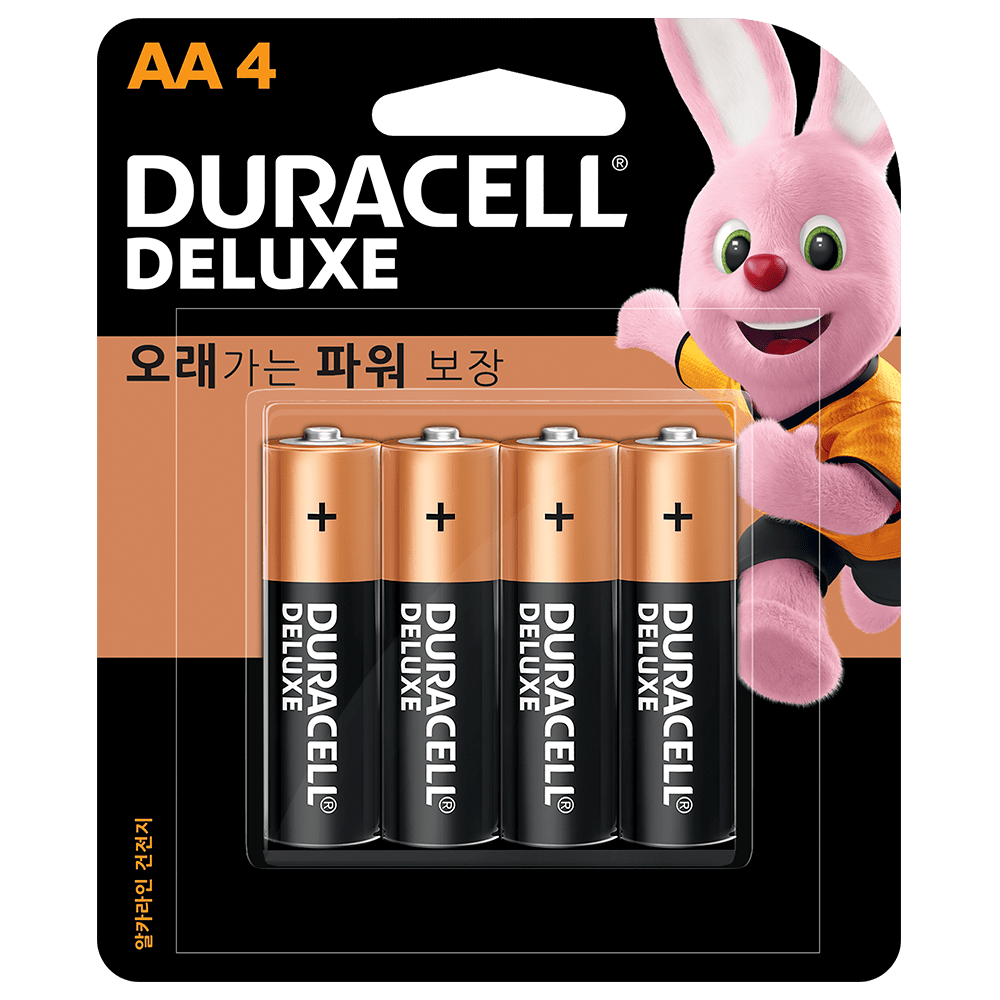 AA 4
DURACELL®
DELUXE
오래가는 파워 보장
+
+
+
+
DURACELL®
DELUXE
DURACELL®
DELUXE
DURACELL®
DELUXE
DURACELL®
DELUXE
알카라인 건전지